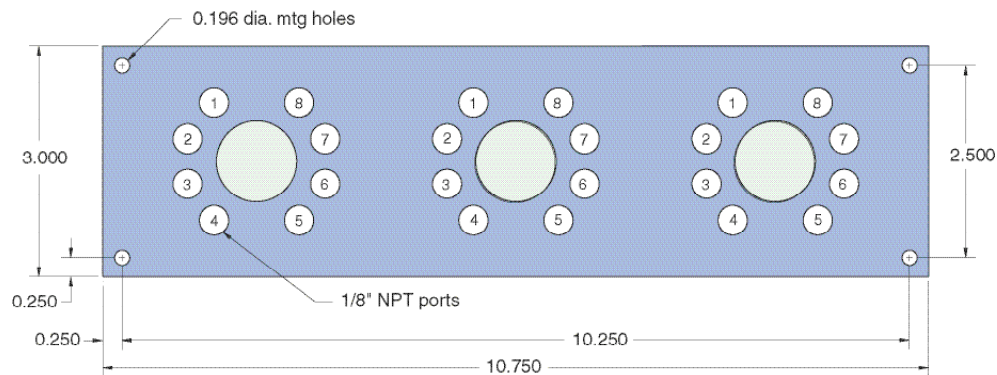 0.196 dia. mtg holes
1 8 1 8 1 8
2 7 2 7 2 7
3.000 2.500
3 6 3 6 3 6
4 5 4 5 4 5
0.250
1/8" NPT ports
0.250 10.250
10.750